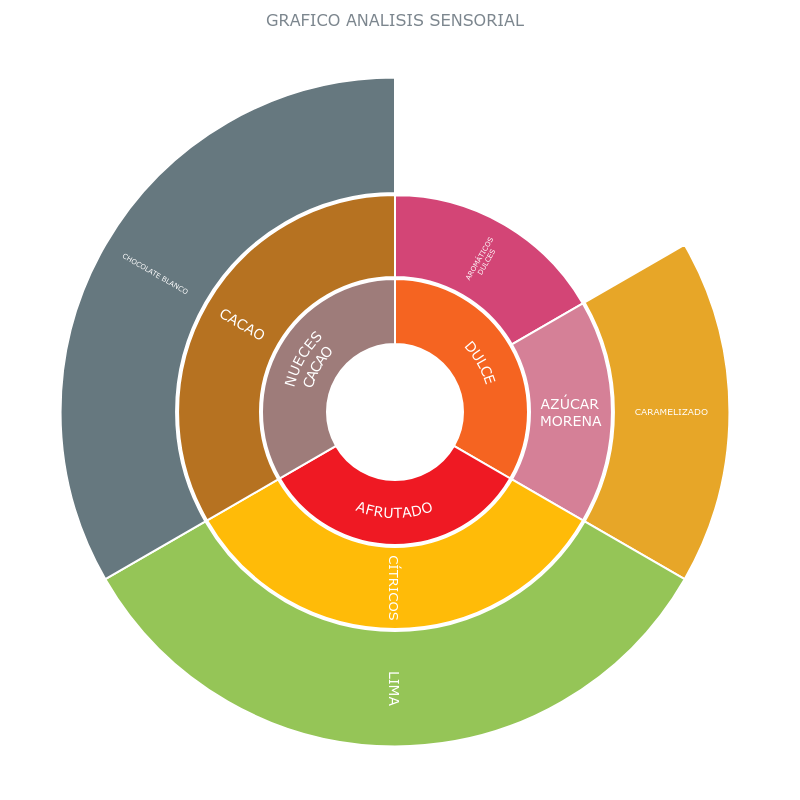 GRAFICO ANALISIS SENSORIAL
CHOCOLATE BLANCO
CACAO
NUECES
CACAO
AROMÁTICOS
DULCES
DULCE
AZÚCAR
MORENA
CARAMELIZADO
AFRUTADO
CÍTRICOS
LIMA